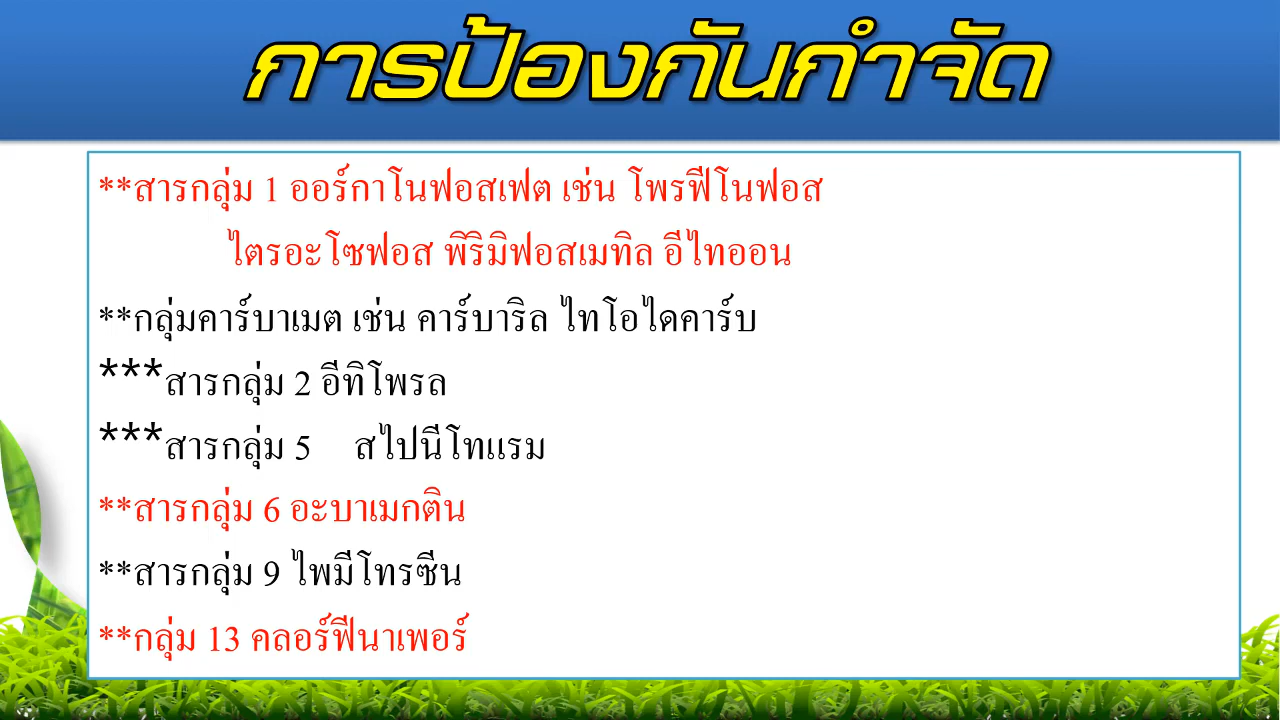 การป้องกันกำจัด
**สารกลุ่ม 1 ออร์กาโนฟอสเฟต เช่น โพรฟีโนฟอส
ไตรอะโซฟอส พิริมิฟอสเมทิล อีไทออน
**กลุ่มคาร์บาเมต เช่น คาร์บาริล ไทโอไดคาร์บ
***สารกลุ่ม 2 อีทิโพรล
***สารกลุ่ม 5 สไปนีโทแรม
**สารกลุ่ม 6 อะบาเมกติน
**สารกลุ่ม 9 ไพมีโทรซีน
**กลุ่ม 13 คลอร์ฟีนาเพอร์